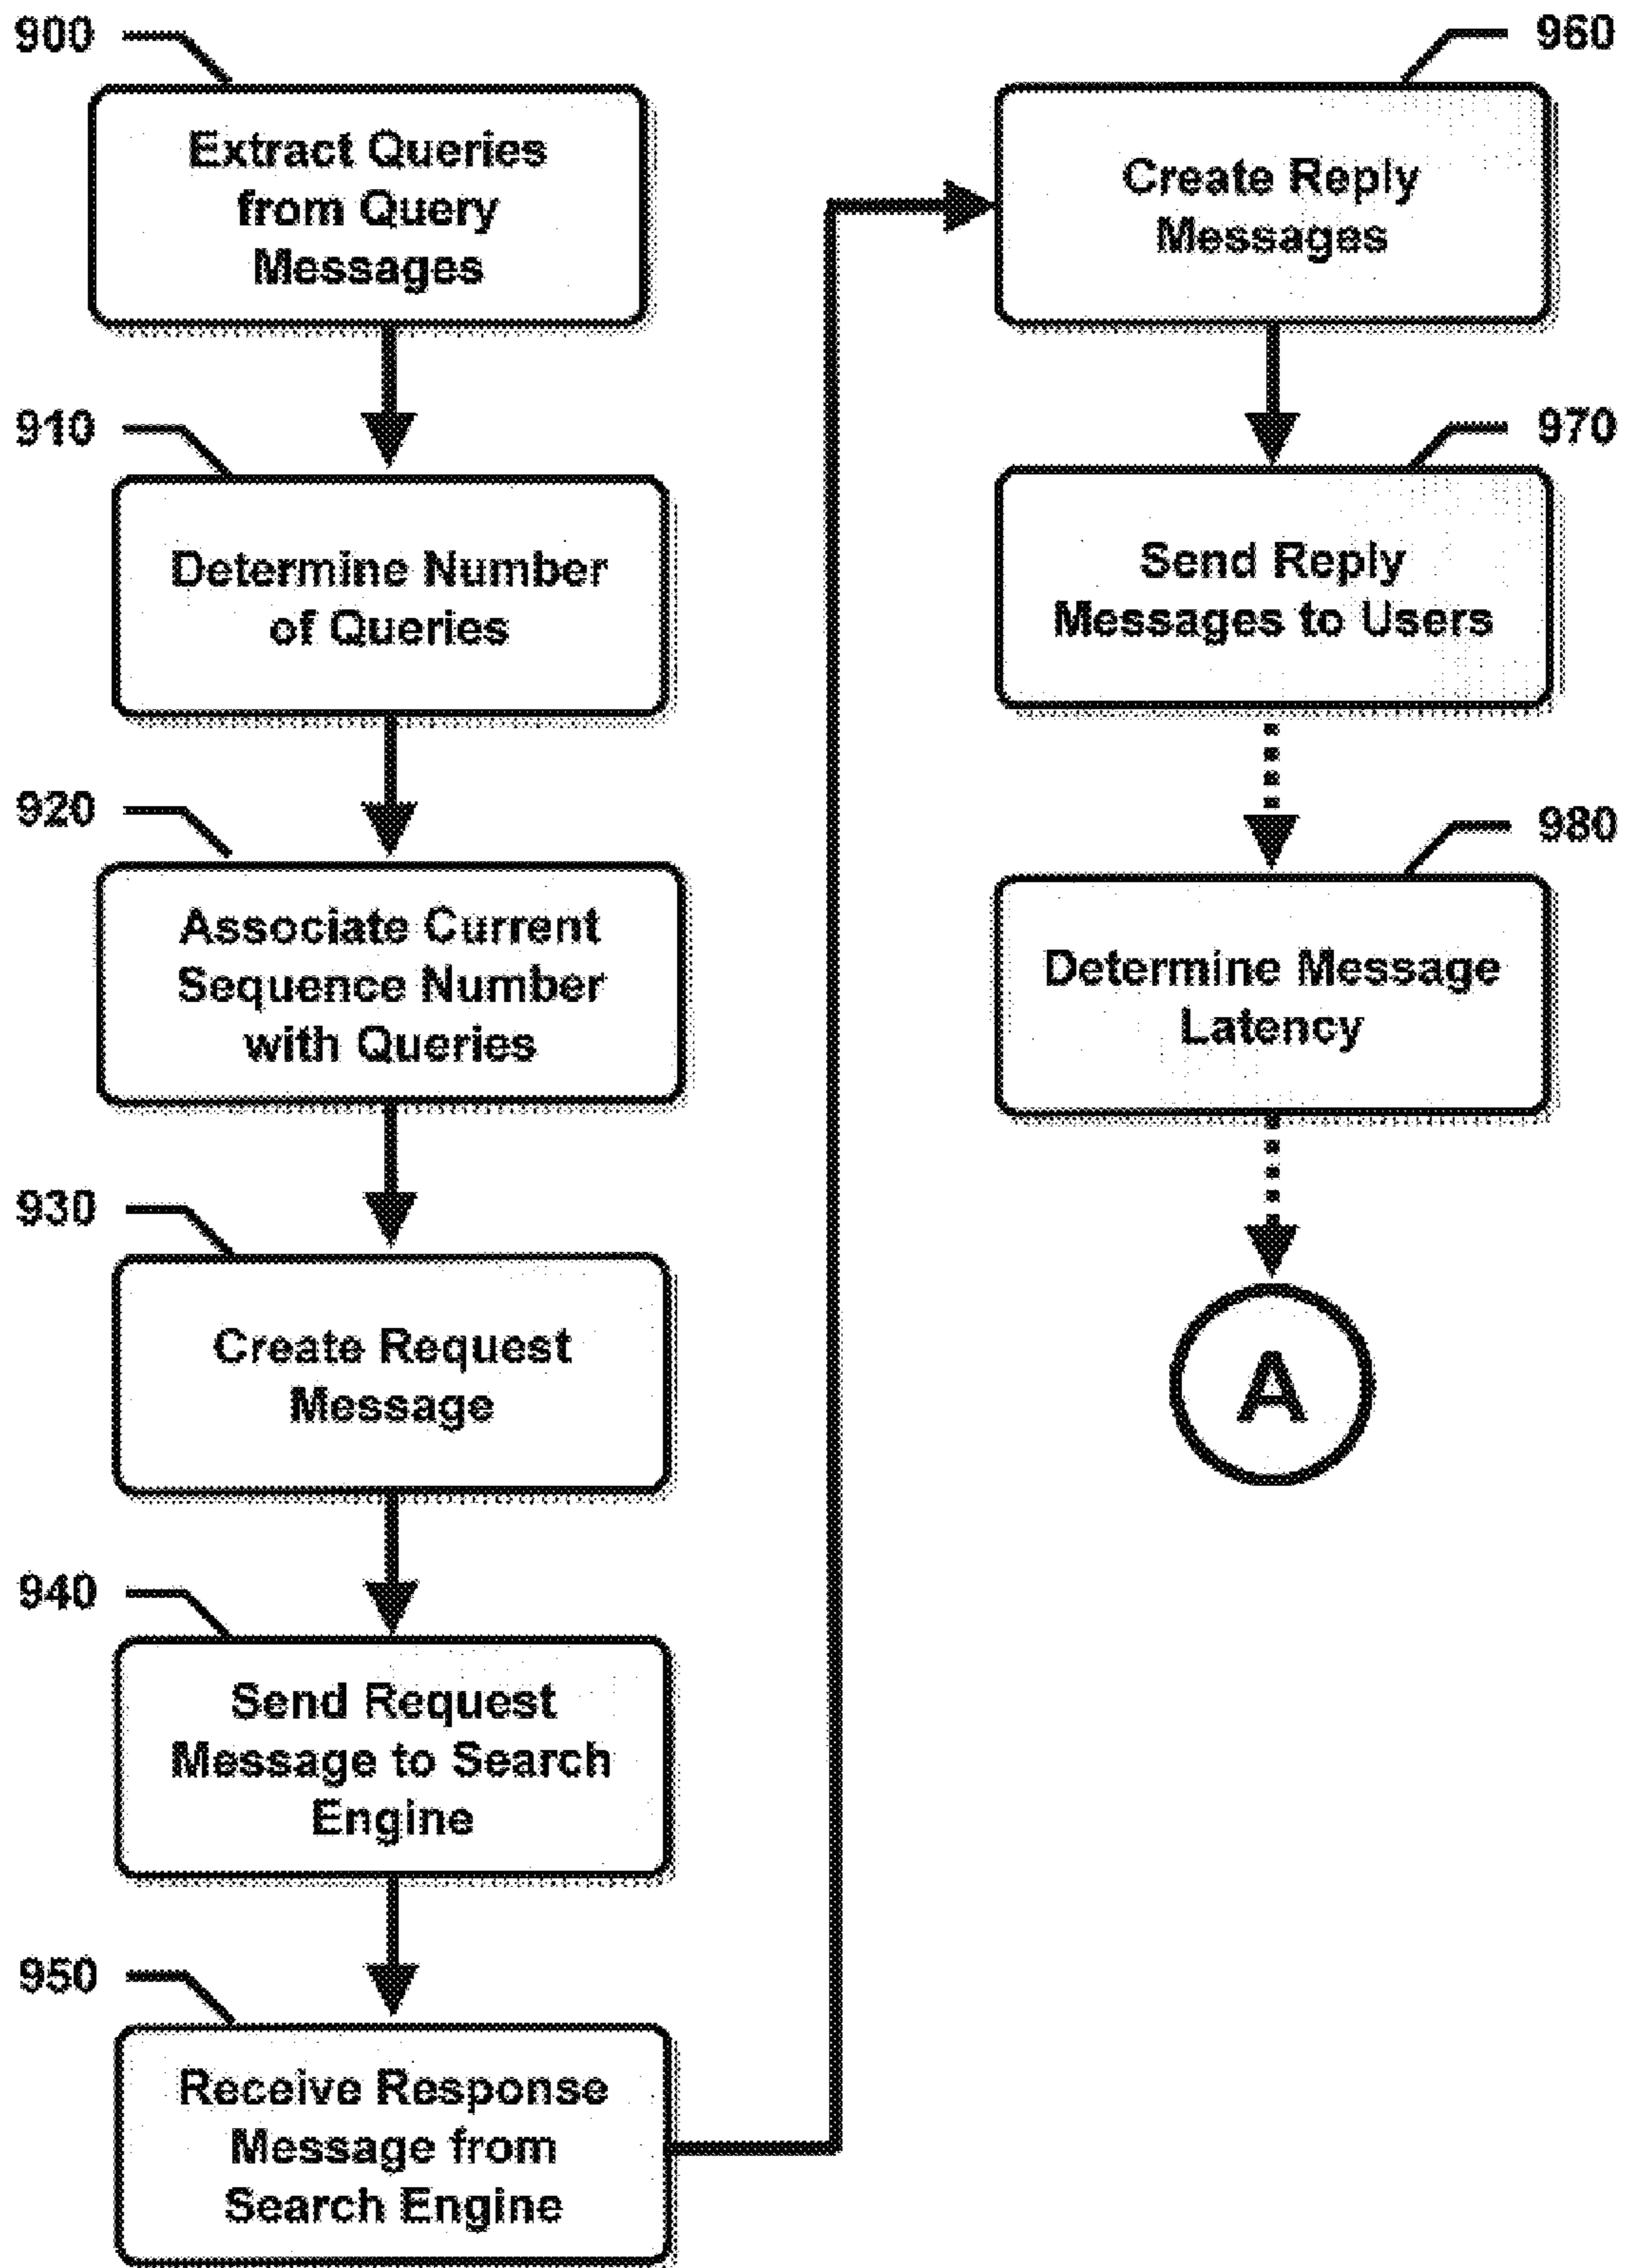 900
Extract Queries
from Query
Messages
910
Determine Number
of Queries
920
Associate Current
Sequence Number
with Queries
930
Create Request
Message
940
Send Request
Message to Search
Engine
950
Receive Response
Message from
Search Engine
960
Create Reply
Messages
970
Send Reply
Messages to Users
980
Determine Message
Latency
A